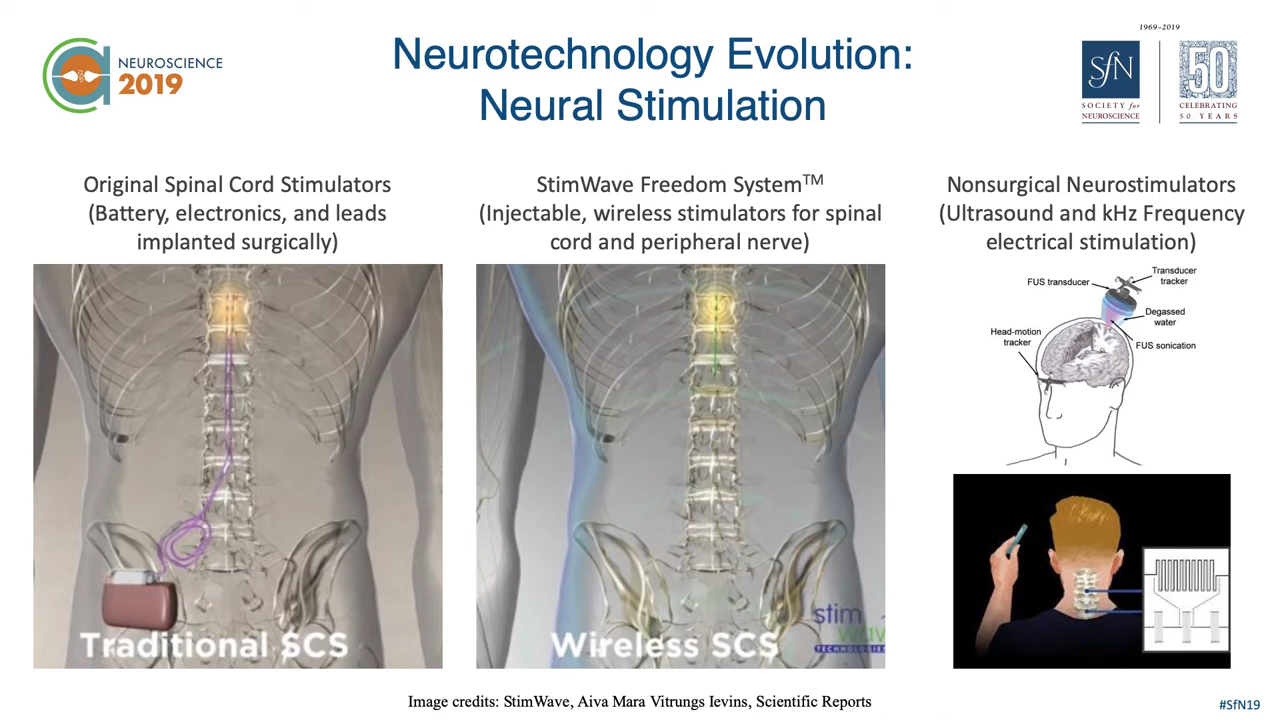 1969–2019
NEUROSCIENCE
2019
Neurotechnology Evolution:
Neural Stimulation
SfN
SOCIETY for
NEUROSCIENCE
50
CELEBRATING
50 YEARS
Original Spinal Cord Stimulators
(Battery, electronics, and leads
implanted surgically)
Traditional SCS
StimWave Freedom System™
(Injectable, wireless stimulators for spinal
cord and peripheral nerve)
stim
wave
TECHNOLOGIES
Wireless SCS
Nonsurgical Neurostimulators
(Ultrasound and kHz Frequency
electrical stimulation)
Transducer
tracker
FUS transducer
Degassed
water
Head-motion
tracker
FUS sonication
Image credits: StimWave, Aiva Mara Vitrungs Ievins, Scientific Reports
#SfN19